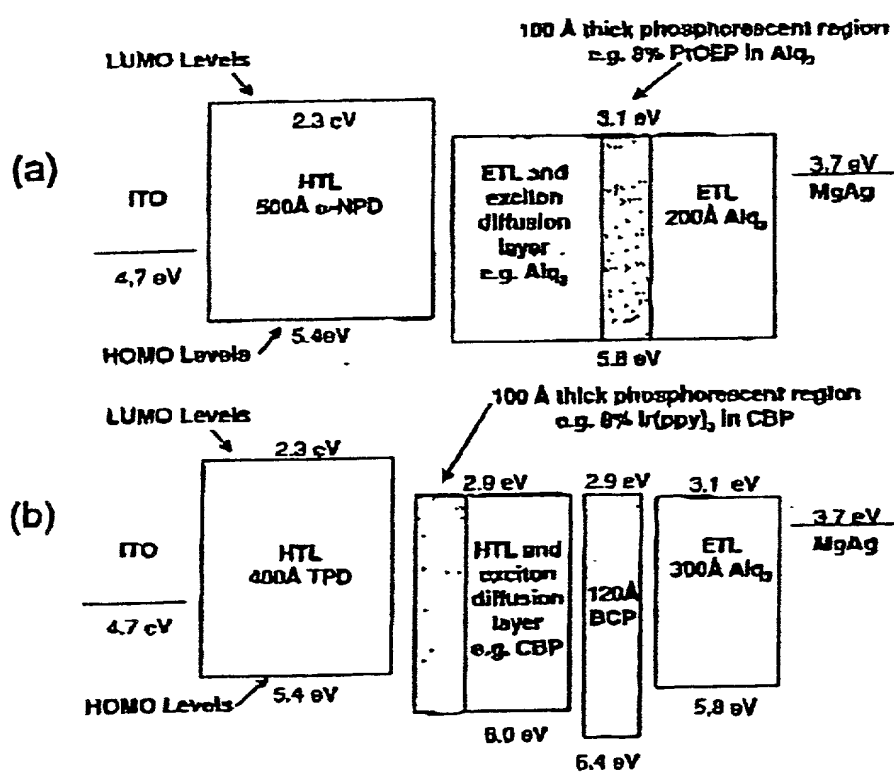 100 Å thick phosphorescent region
e.g. 8% PtOEP in Alq3
LUMO Levels
2.3 eV
3.1 eV
(a)
ITO
HTL
500Å α-NPD
ETL and
exciton
diffusion
layer
e.g. Alq3
ETL
200Å Alq3
3.7 eV
MgAg
4.7 eV
5.4eV
HOMO Levels
5.8 eV
100 Å thick phosphorescent region
e.g. 8% Ir(ppy)3 in CBP
LUMO Levels
2.3 eV
2.9 eV
2.9 eV
3.1 eV
(b)
ITO
HTL
400Å TPD
HTL and
exciton
diffusion
layer
e.g. CBP
120Å
BCP
ETL
300Å Alq3
3.7 eV
MgAg
4.7 eV
HOMO Levels
5.4 eV
6.0 eV
6.4 eV
5.8 eV